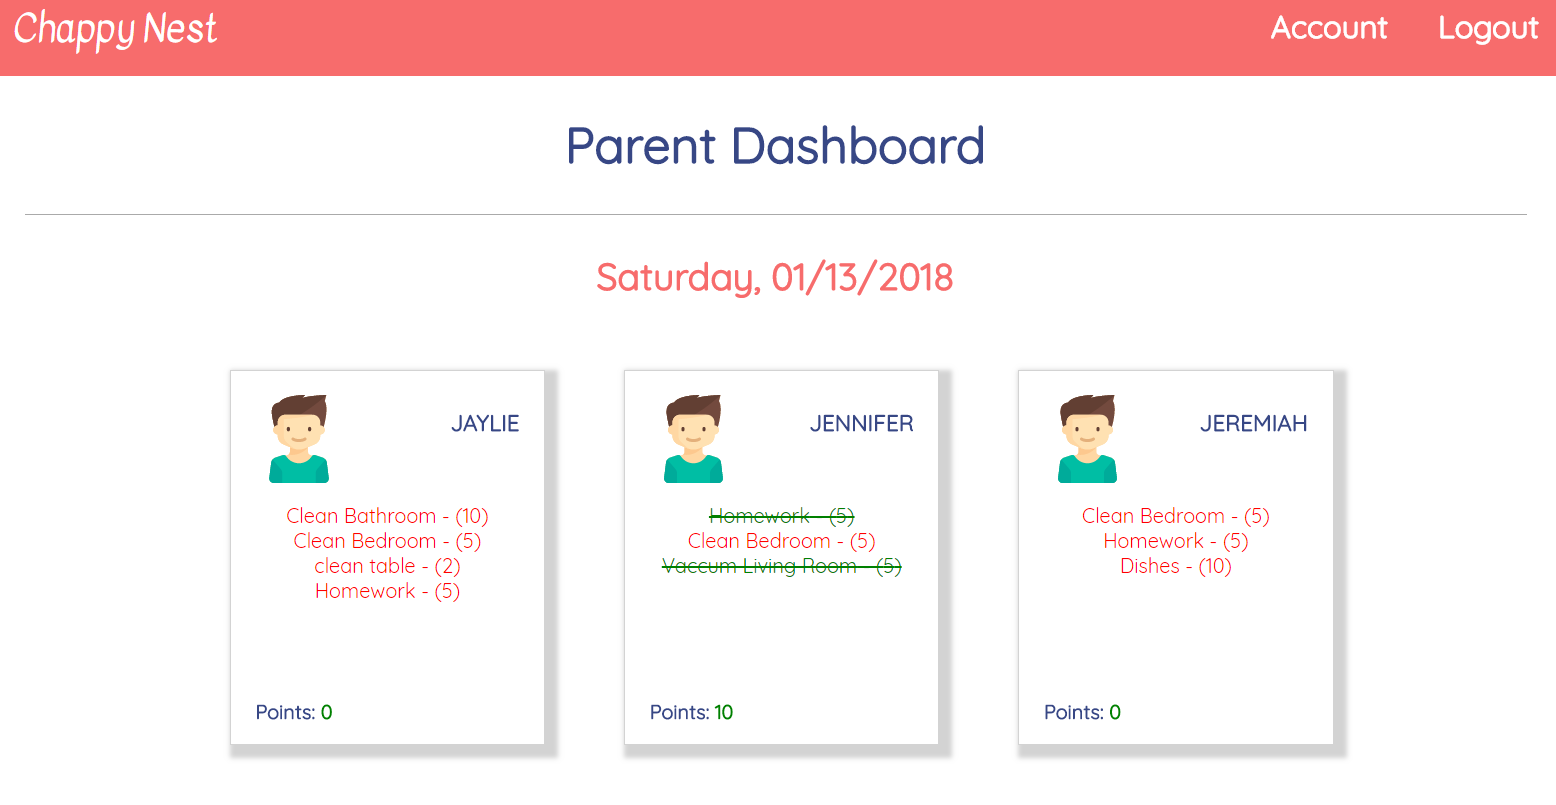 Chappy Nest
Account
Logout
Parent Dashboard
Saturday, 01/13/2018
JAYLIE
Clean Bathroom - (10)
Clean Bedroom - (5)
clean table - (2)
Homework - (5)
Points: 0
JENNIFER
Homework - (5)
Clean Bedroom - (5)
Vaccum Living Room - (5)
Points: 10
JEREMIAH
Clean Bedroom - (5)
Homework - (5)
Dishes - (10)
Points: 0